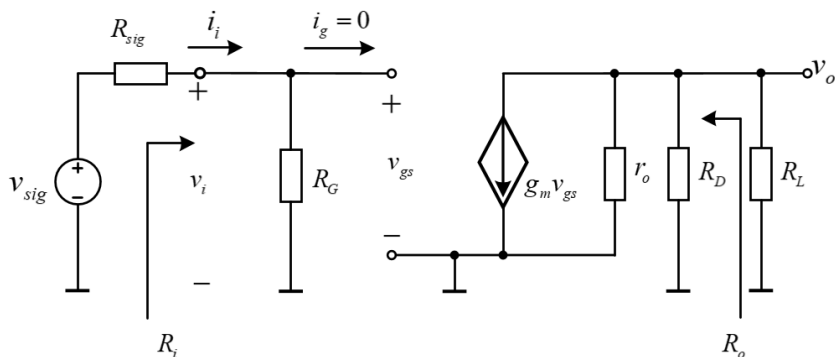 R_sig
i_i
i_g = 0
v_o
+
+
+
−
v_sig
v_i
R_G
v_gs
g_m v_gs
r_o
R_D
R_L
−
−
R_i
R_o